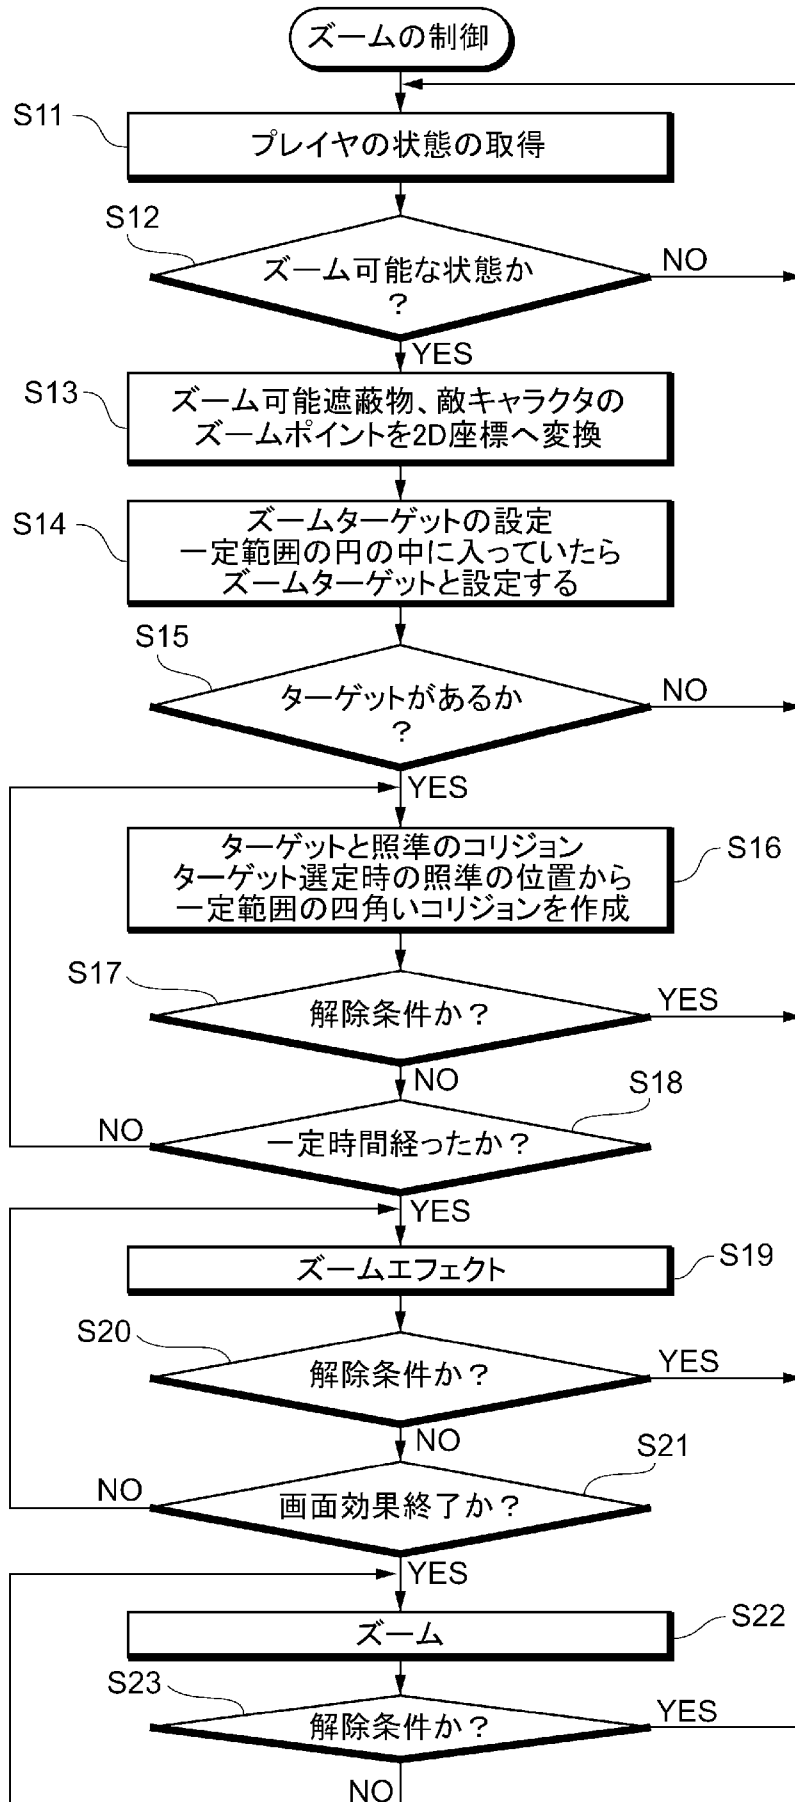 ズームの制御
S11
プレイヤの状態の取得
S12
ズーム可能な状態か
？
NO
YES
S13
ズーム可能遮蔽物、敵キャラクタの
ズームポイントを2D座標へ変換
S14
ズームターゲットの設定
一定範囲の円の中に入っていたら
ズームターゲットと設定する
S15
ターゲットがあるか
？
NO
YES
ターゲットと照準のコリジョン
ターゲット選定時の照準の位置から
一定範囲の四角いコリジョンを作成
S16
S17
解除条件か？
YES
NO
S18
一定時間経ったか？
NO
YES
ズームエフェクト
S19
S20
解除条件か？
YES
NO
S21
画面効果終了か？
NO
YES
ズーム
S22
S23
解除条件か？
YES
NO